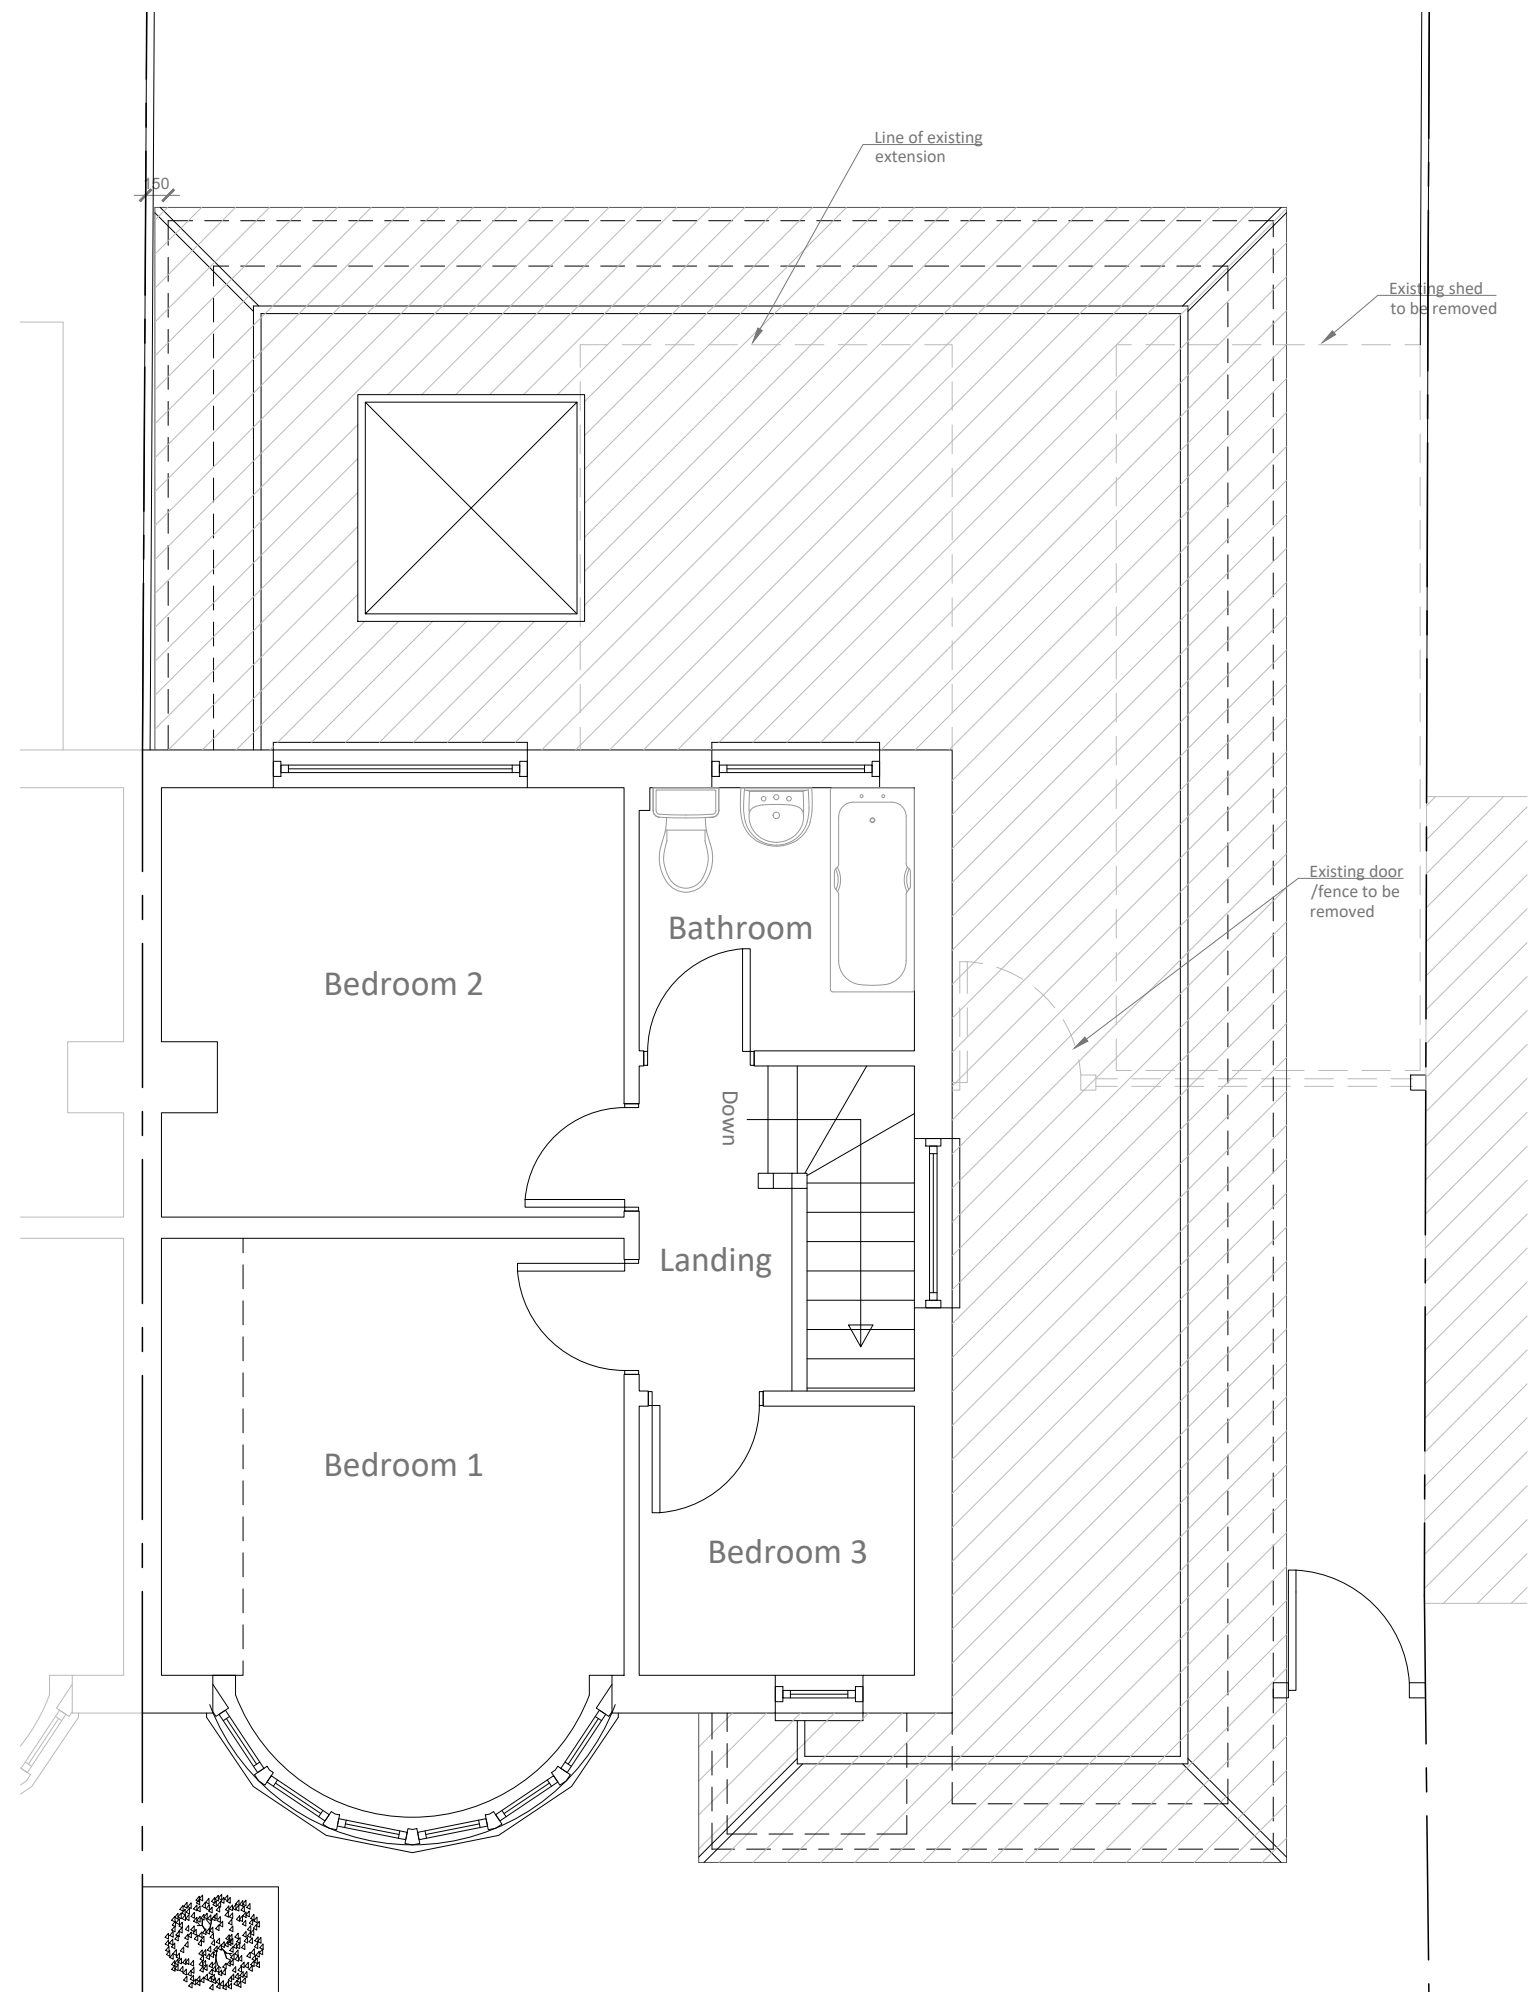 Line of existing
extension
150
Existing shed
to be removed
Existing door
/fence to be
removed
Bathroom
Bedroom 2
Down
Landing
Bedroom 1
Bedroom 3